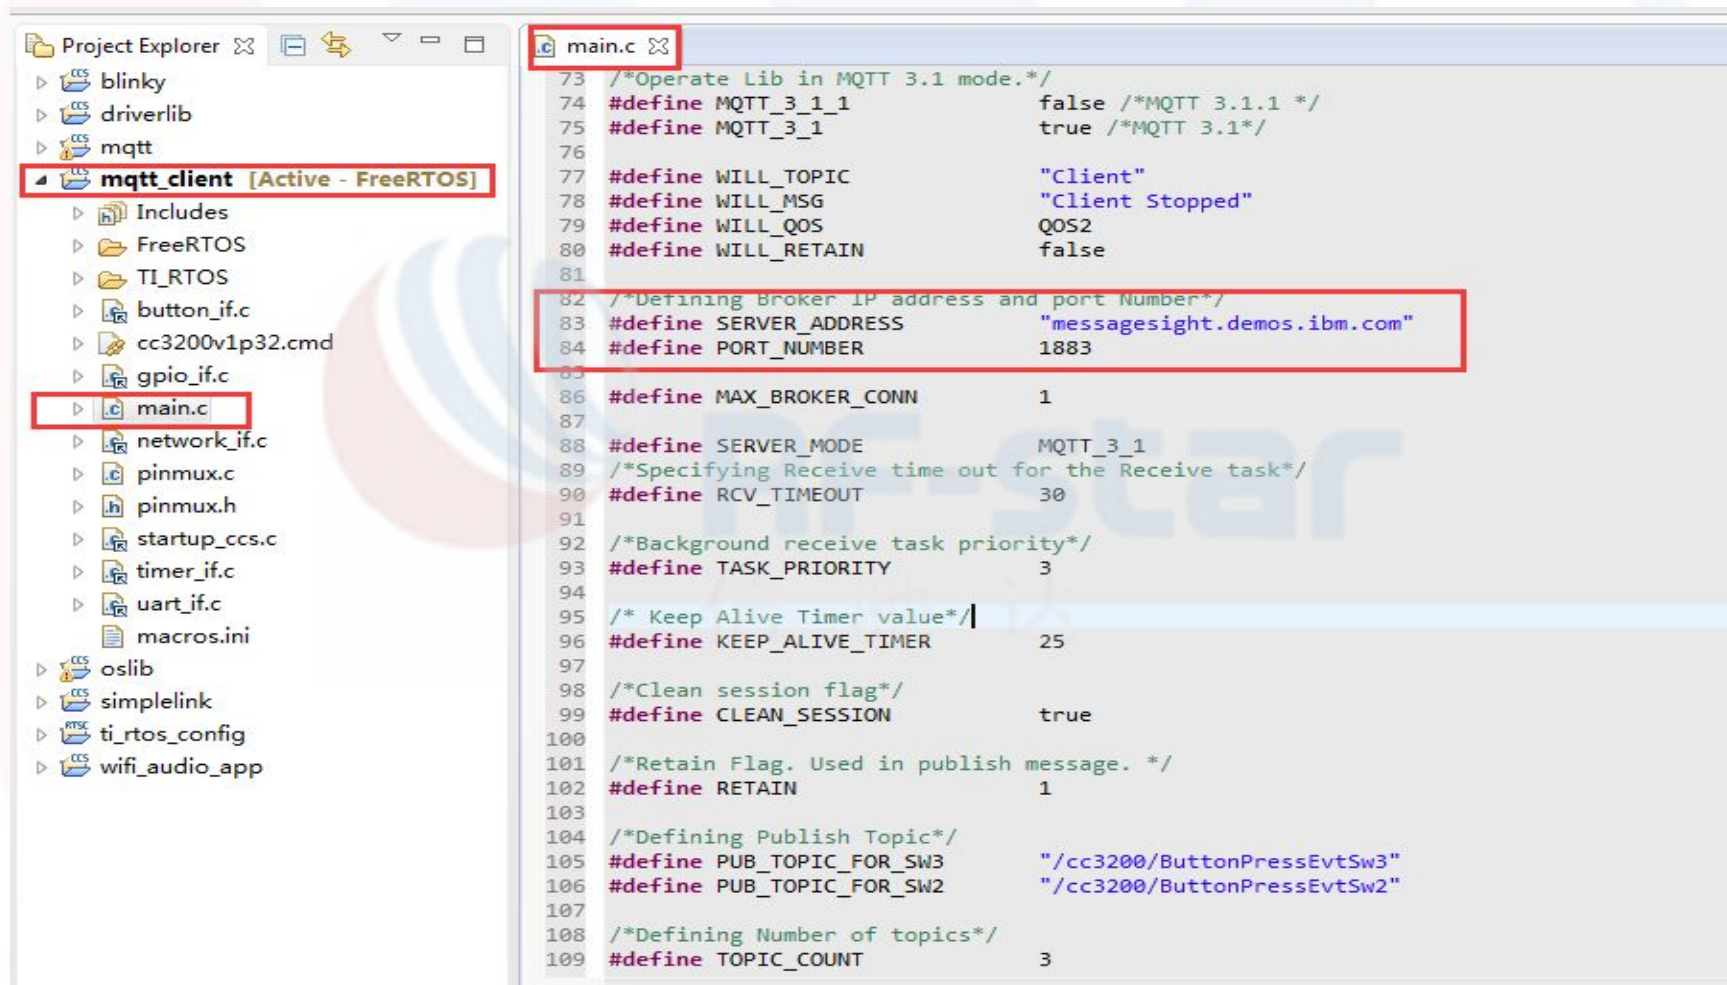 Project Explorer
blinky
driverlib
mqtt
mqtt_client [Active - FreeRTOS]
Includes
FreeRTOS
TI_RTOS
button_if.c
cc3200v1p32.cmd
gpio_if.c
main.c
network_if.c
pinmux.c
pinmux.h
startup_ccs.c
timer_if.c
uart_if.c
macros.ini
oslib
simplelink
ti_rtos_config
wifi_audio_app
main.c
73 /*Operate Lib in MQTT 3.1 mode.*/
74 #define MQTT_3_1_1 false /*MQTT 3.1.1 */
75 #define MQTT_3_1 true /*MQTT 3.1*/
76
77 #define WILL_TOPIC "Client"
78 #define WILL_MSG "Client Stopped"
79 #define WILL_QOS QOS2
80 #define WILL_RETAIN false
81
82 /*Defining Broker IP address and port Number*/
83 #define SERVER_ADDRESS "messagesight.demos.ibm.com"
84 #define PORT_NUMBER 1883
85
86 #define MAX_BROKER_CONN 1
87
88 #define SERVER_MODE MQTT_3_1
89 /*Specifying Receive time out for the Receive task*/
90 #define RCV_TIMEOUT 30
91
92 /*Background receive task priority*/
93 #define TASK_PRIORITY 3
94
95 /* Keep Alive Timer value*/
96 #define KEEP_ALIVE_TIMER 25
97
98 /*Clean session flag*/
99 #define CLEAN_SESSION true
100
101 /*Retain Flag. Used in publish message. */
102 #define RETAIN 1
103
104 /*Defining Publish Topic*/
105 #define PUB_TOPIC_FOR_SW3 "/cc3200/ButtonPressEvtSw3"
106 #define PUB_TOPIC_FOR_SW2 "/cc3200/ButtonPressEvtSw2"
107
108 /*Defining Number of topics*/
109 #define TOPIC_COUNT 3
RF-star